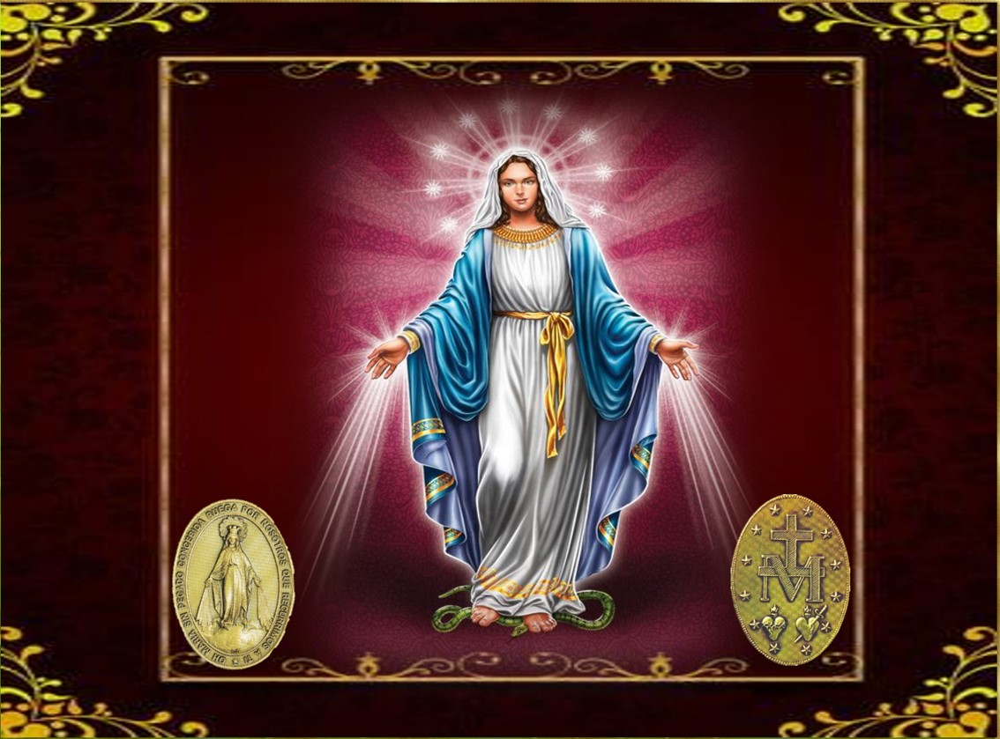 OH MARIA SIN PECADO CONCEBIDA RUEGA POR NOSOTROS QUE RECURRIMOS A TI
M